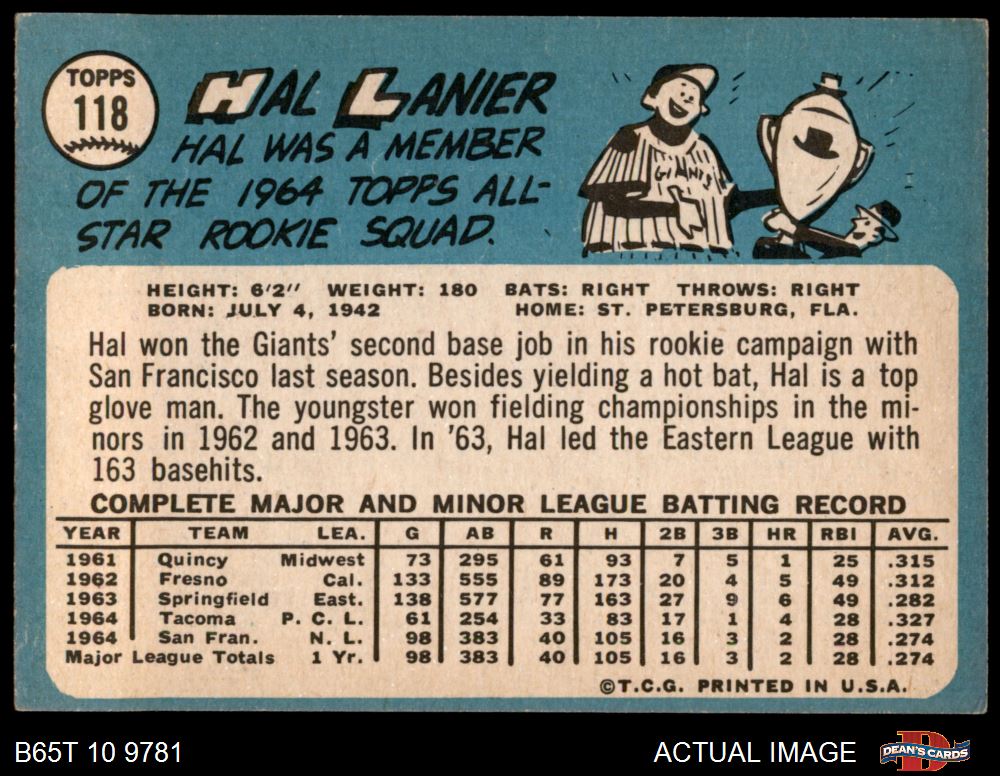 TOPPS
118
HAL LANIER
HAL WAS A MEMBER
OF THE 1964 TOPPS ALL-
STAR ROOKIE SQUAD.
GIANTS
HEIGHT: 6'2" WEIGHT: 180 BATS: RIGHT THROWS: RIGHT
BORN: JULY 4, 1942 HOME: ST. PETERSBURG, FLA.
Hal won the Giants' second base job in his rookie campaign with
San Francisco last season. Besides yielding a hot bat, Hal is a top
glove man. The youngster won fielding championships in the mi-
nors in 1962 and 1963. In '63, Hal led the Eastern League with
163 basehits.
COMPLETE MAJOR AND MINOR LEAGUE BATTING RECORD
YEAR TEAM LEA. G AB R H 2B 3B HR RBI AVG.
1961 Quincy Midwest 73 295 61 93 7 5 1 25 .315
1962 Fresno Cal. 133 555 89 173 20 4 5 49 .312
1963 Springfield East. 138 577 77 163 27 9 6 49 .282
1964 Tacoma P. C. L. 61 254 33 83 17 1 4 28 .327
1964 San Fran. N. L. 98 383 40 105 16 3 2 28 .274
Major League Totals 1 Yr. 98 383 40 105 16 3 2 28 .274
©T.C.G. PRINTED IN U.S.A.
B65T 10 9781 ACTUAL IMAGE
DEAN'S CARDS